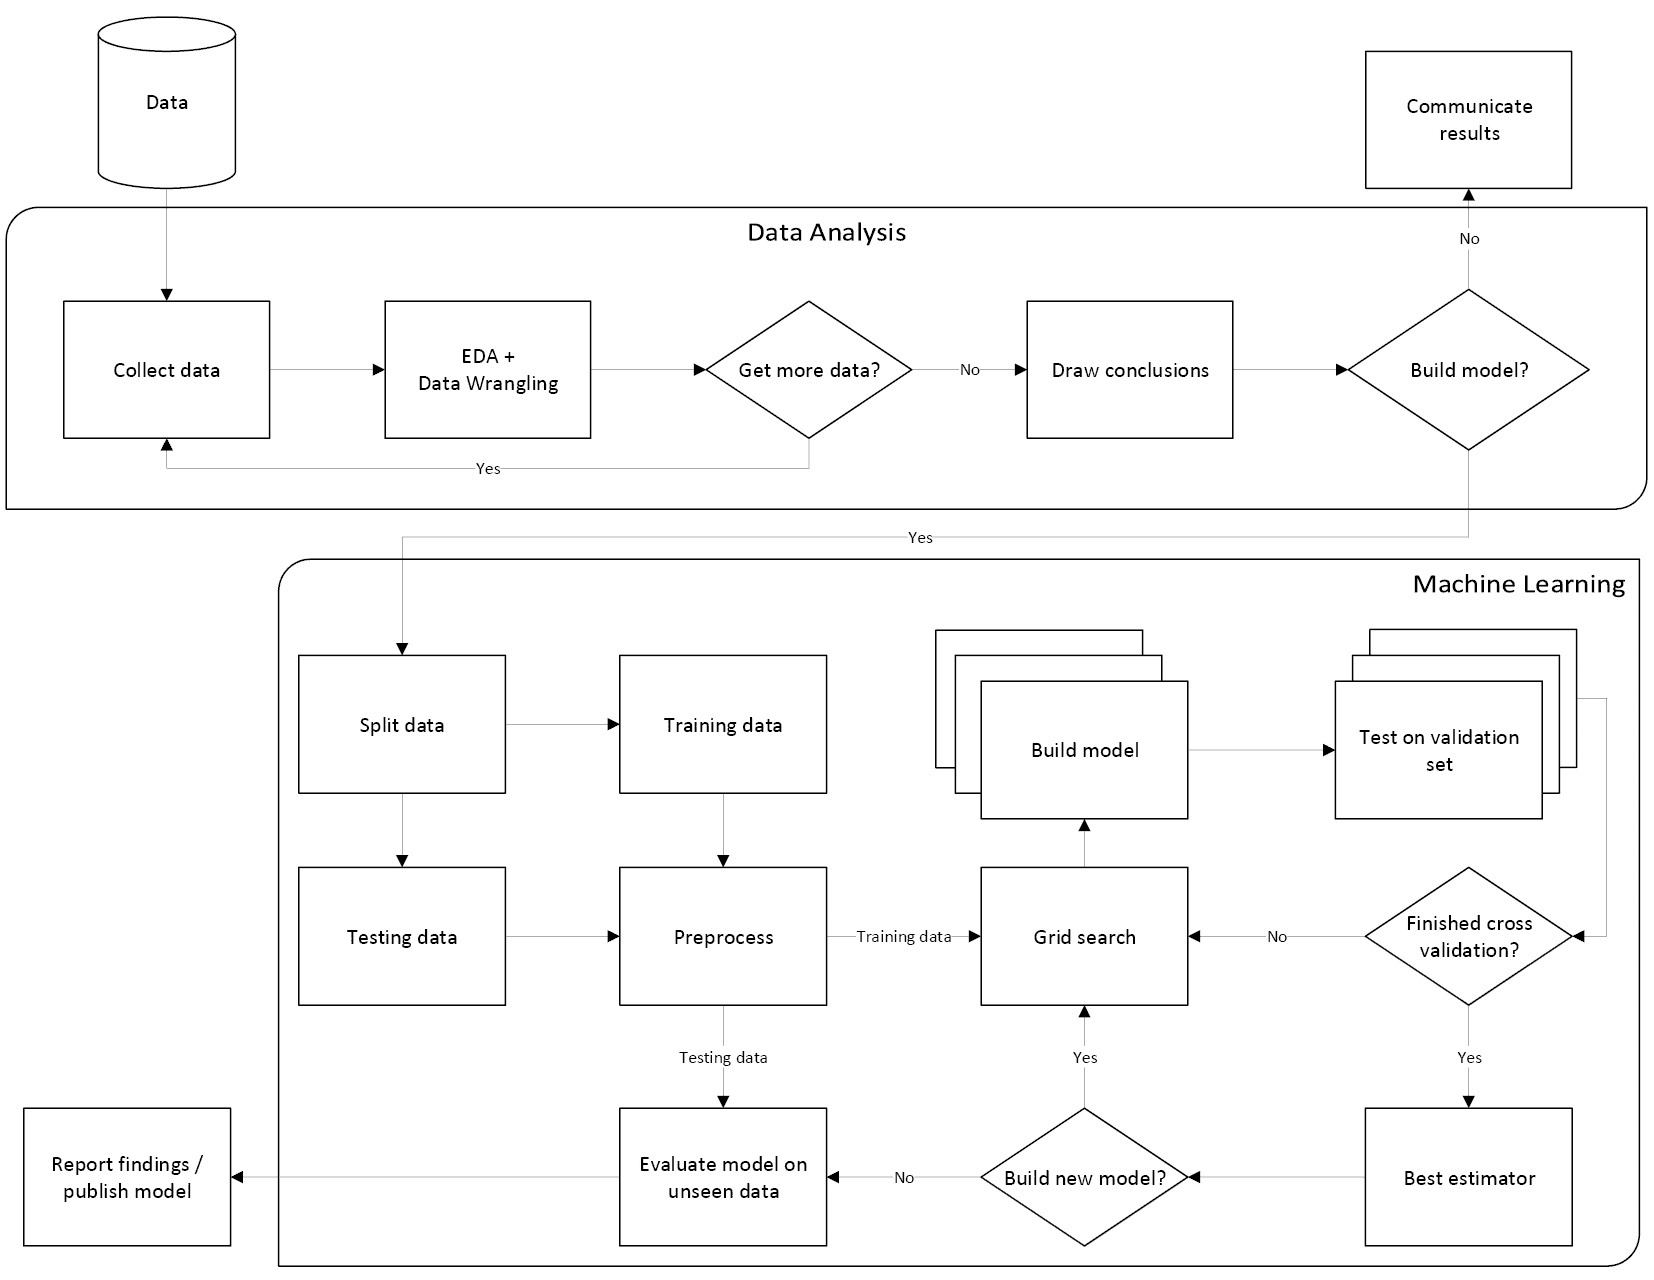 Data
Communicate
results
Data Analysis
No
Collect data
EDA +
Data Wrangling
Get more data?
No
Draw conclusions
Build model?
Yes
Yes
Machine Learning
Split data
Training data
Build model
Test on validation
set
Testing data
Preprocess
Training data
Grid search
No
Finished cross
validation?
Testing data
Yes
Yes
Report findings /
publish model
Evaluate model on
unseen data
No
Build new model?
Best estimator